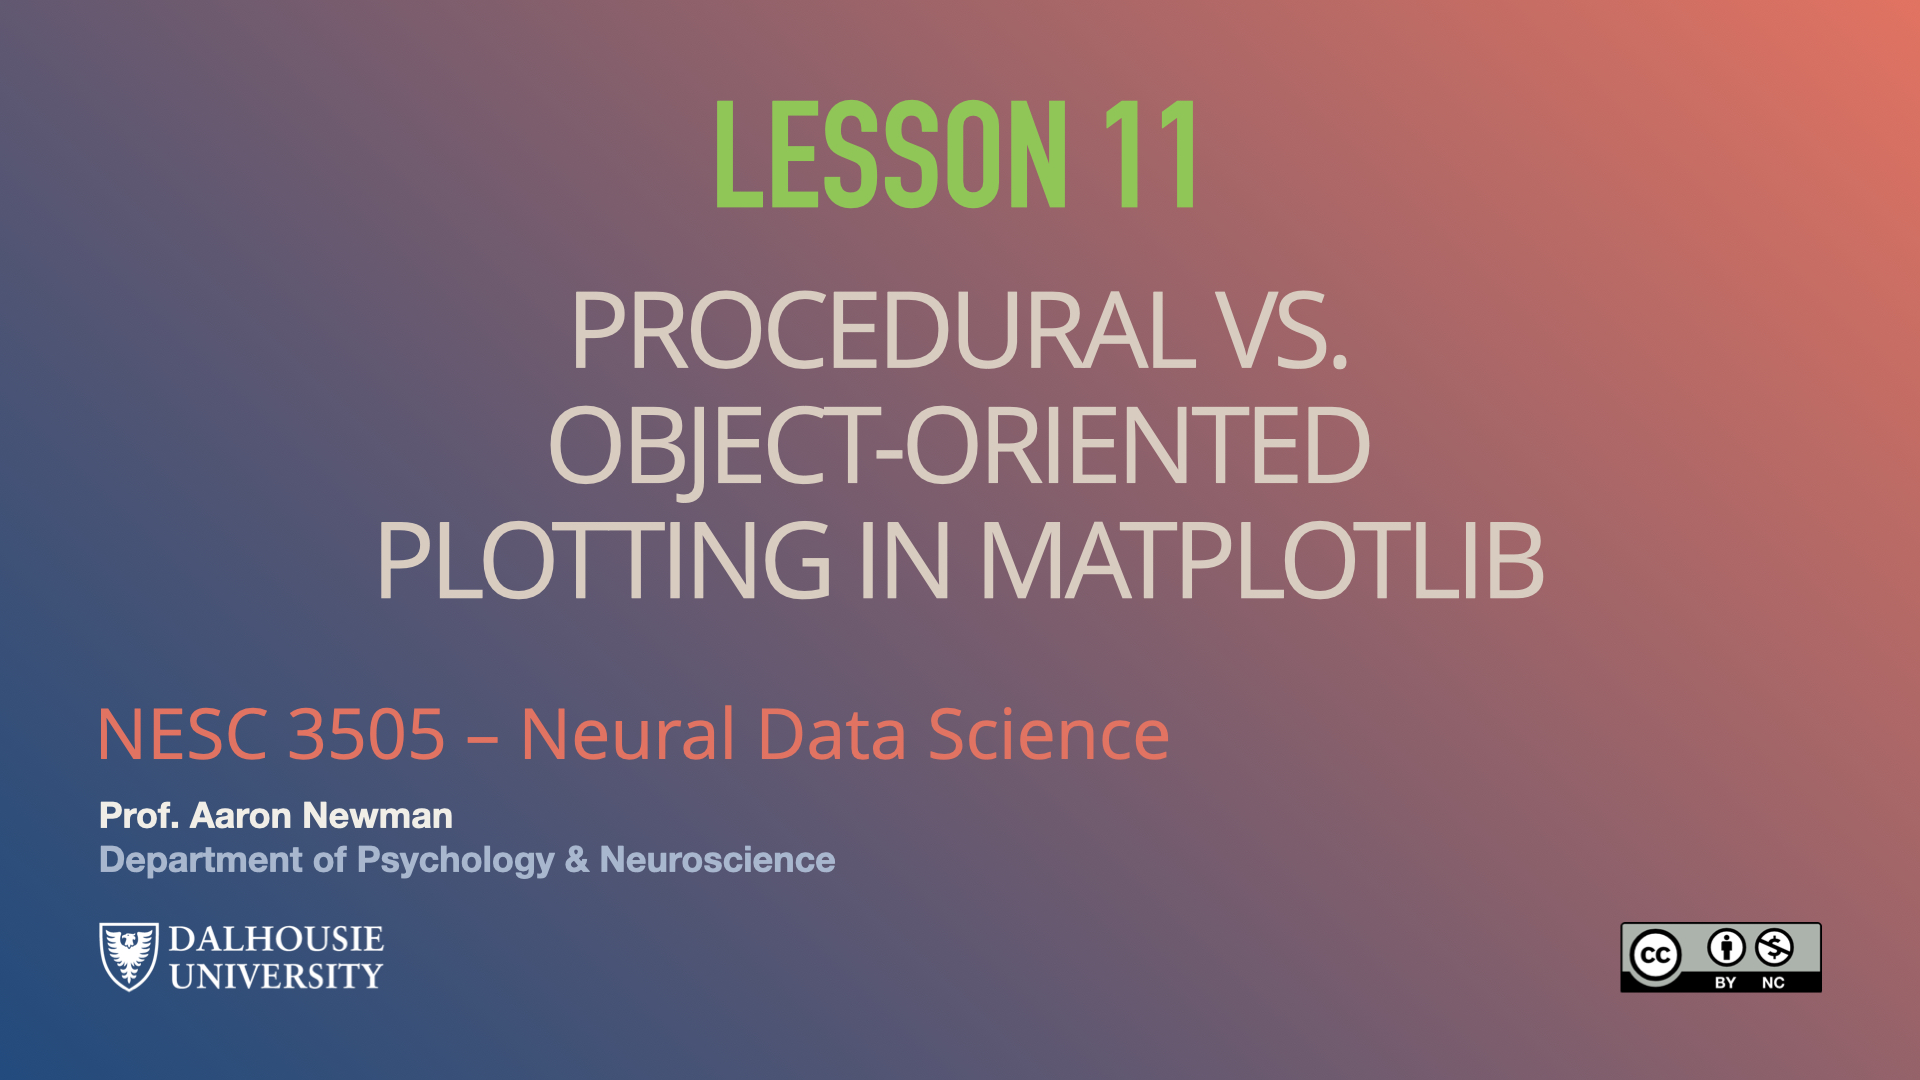 LESSON 11
PROCEDURAL VS.
OBJECT-ORIENTED
PLOTTING IN MATPLOTLIB
NESC 3505 – Neural Data Science
Prof. Aaron Newman
Department of Psychology & Neuroscience
DALHOUSIE
UNIVERSITY
CC
BY NC